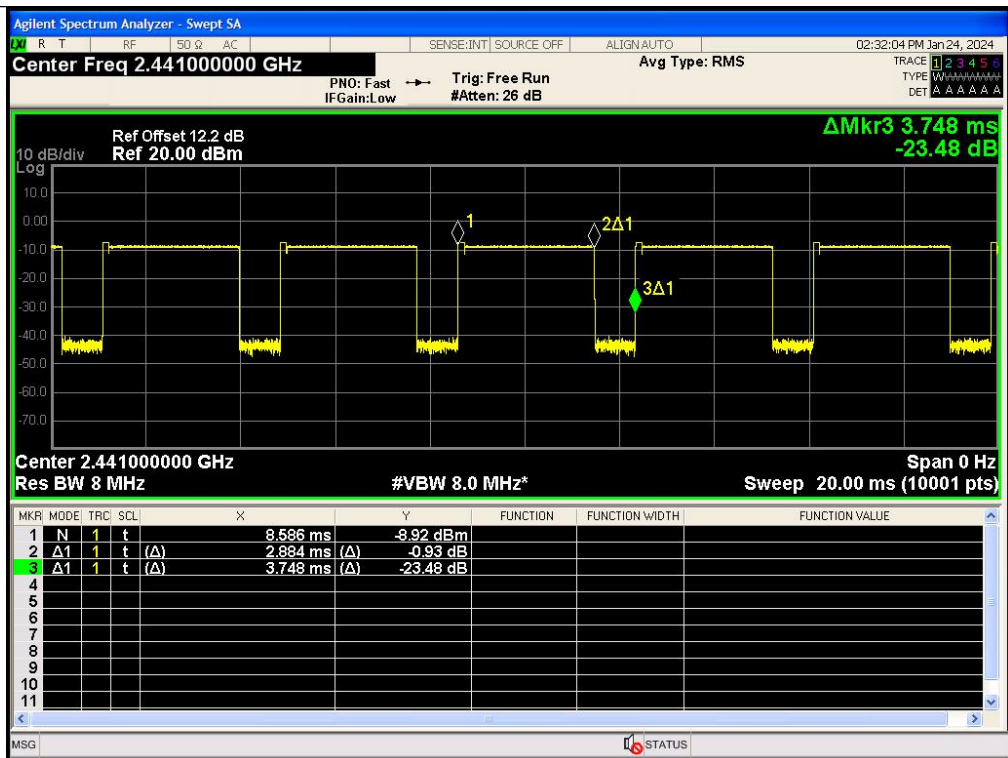 Agilent Spectrum Analyzer - Swept SA
LXI R T RF 50 Ω AC SENSE:INT SOURCE OFF ALIGN AUTO 02:32:04 PM Jan 24, 2024
Center Freq 2.441000000 GHz Avg Type: RMS TRACE 1 2 3 4 5 6
PNO: Fast Trig: Free Run TYPE W
IFGain:Low #Atten: 26 dB DET A A A A A A
ΔMkr3 3.748 ms
-23.48 dB
Ref Offset 12.2 dB
10 dB/div Ref 20.00 dBm
Log
10.0
0.00
-10.0
-20.0
-30.0
-40.0
-50.0
-60.0
-70.0
1
2Δ1
3Δ1
Center 2.441000000 GHz Span 0 Hz
Res BW 8 MHz #VBW 8.0 MHz* Sweep 20.00 ms (10001 pts)
MKR MODE TRC SCL X Y FUNCTION FUNCTION WIDTH FUNCTION VALUE
1 N 1 t 8.586 ms -8.92 dBm
2 Δ1 1 t (Δ) 2.884 ms (Δ) -0.93 dB
3 Δ1 1 t (Δ) 3.748 ms (Δ) -23.48 dB
4
5
6
7
8
9
10
11
MSG STATUS